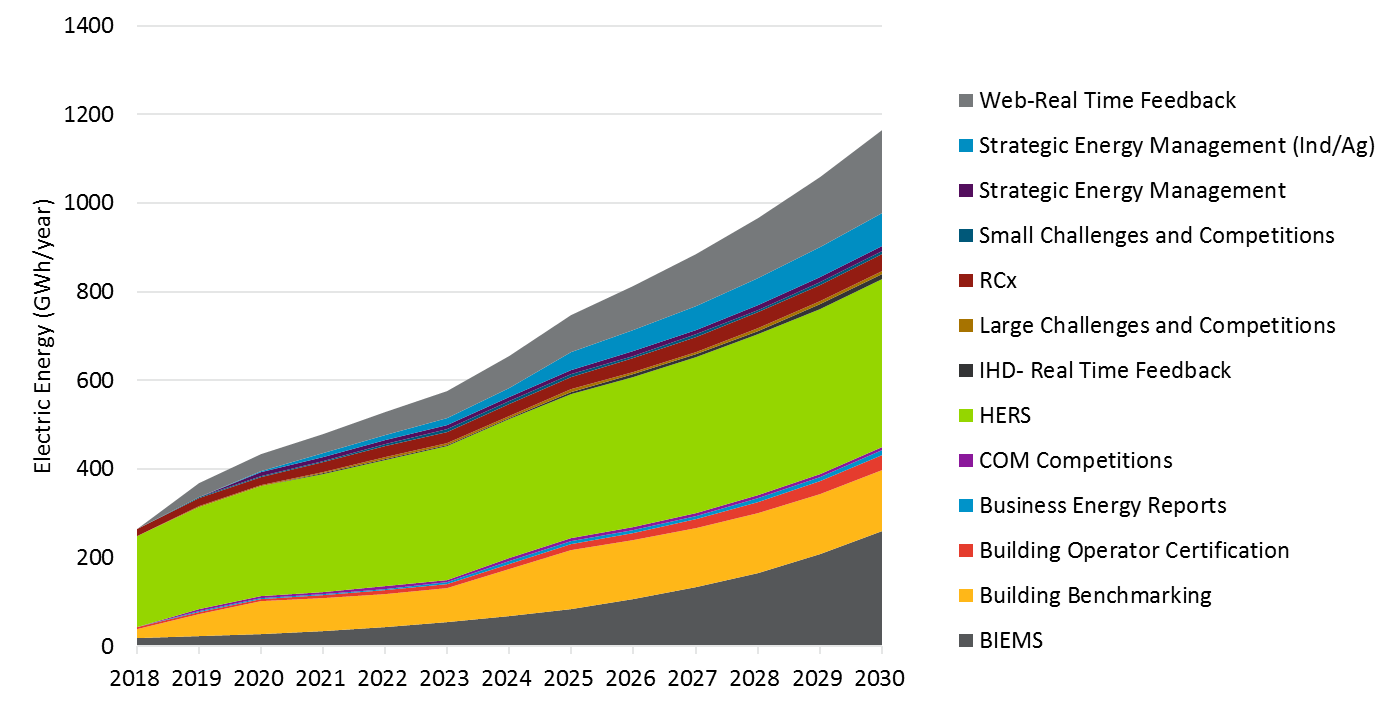 1400
1200
1000
800
600
400
200
0
Electric Energy (GWh/year)
2018 2019 2020 2021 2022 2023 2024 2025 2026 2027 2028 2029 2030
Web-Real Time Feedback
Strategic Energy Management (Ind/Ag)
Strategic Energy Management
Small Challenges and Competitions
RCx
Large Challenges and Competitions
IHD- Real Time Feedback
HERS
COM Competitions
Business Energy Reports
Building Operator Certification
Building Benchmarking
BIEMS